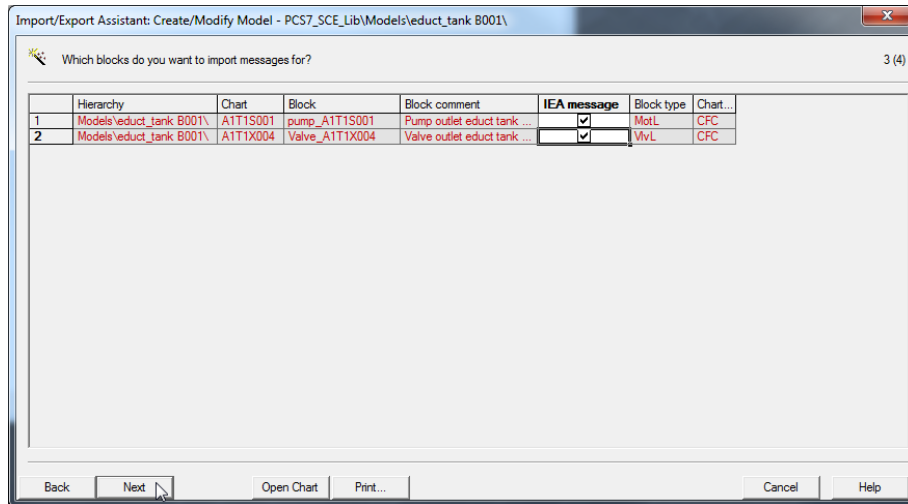 Import/Export Assistant: Create/Modify Model - PCS7_SCE_Lib\Models\educt_tank B001\
Which blocks do you want to import messages for? 3 (4)
Hierarchy Chart Block Block comment IEA message Block type Chart...
1 Models\educt_tank B001\ A1T1S001 pump_A1T1S001 Pump outlet educt tank ... MotL CFC
2 Models\educt_tank B001\ A1T1X004 Valve_A1T1X004 Valve outlet educt tank ... VlvL CFC
Back Next Open Chart Print... Cancel Help